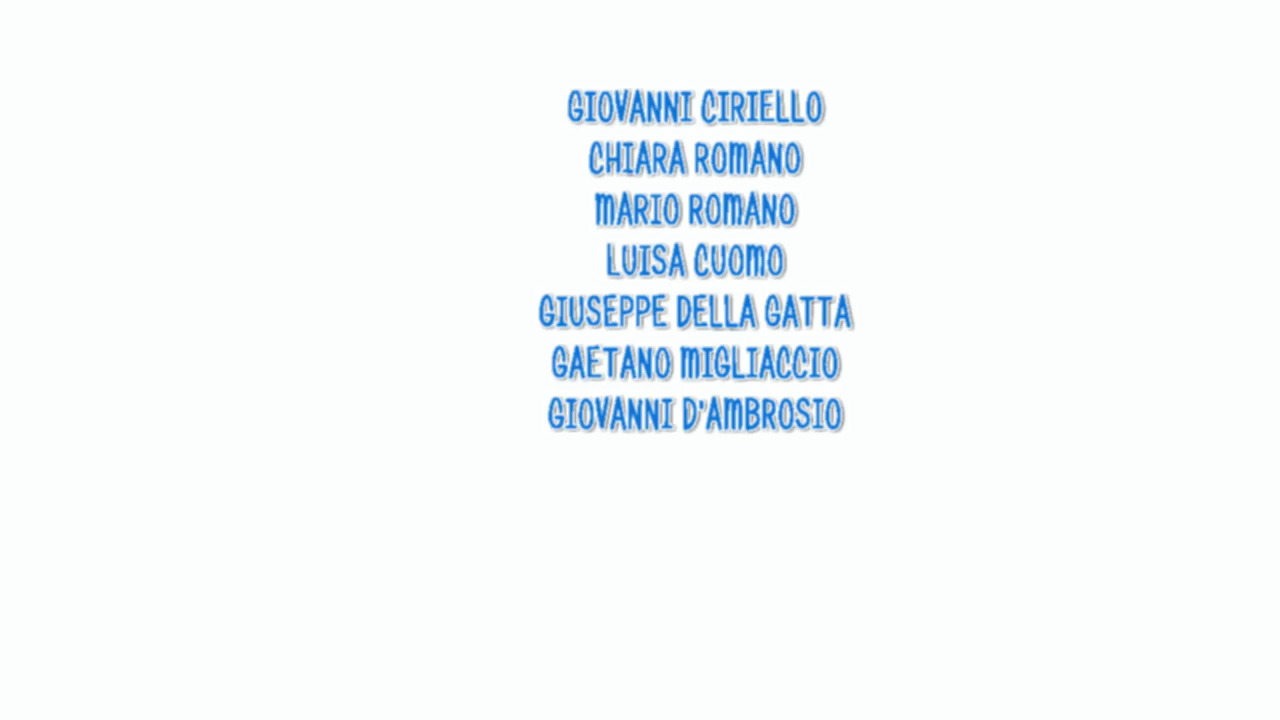 GIOVANNI CIRIELLO
CHIARA ROMANO
MARIO ROMANO
LUISA CUOMO
GIUSEPPE DELLA GATTA
GAETANO MIGLIACCIO
GIOVANNI D'AMBROSIO